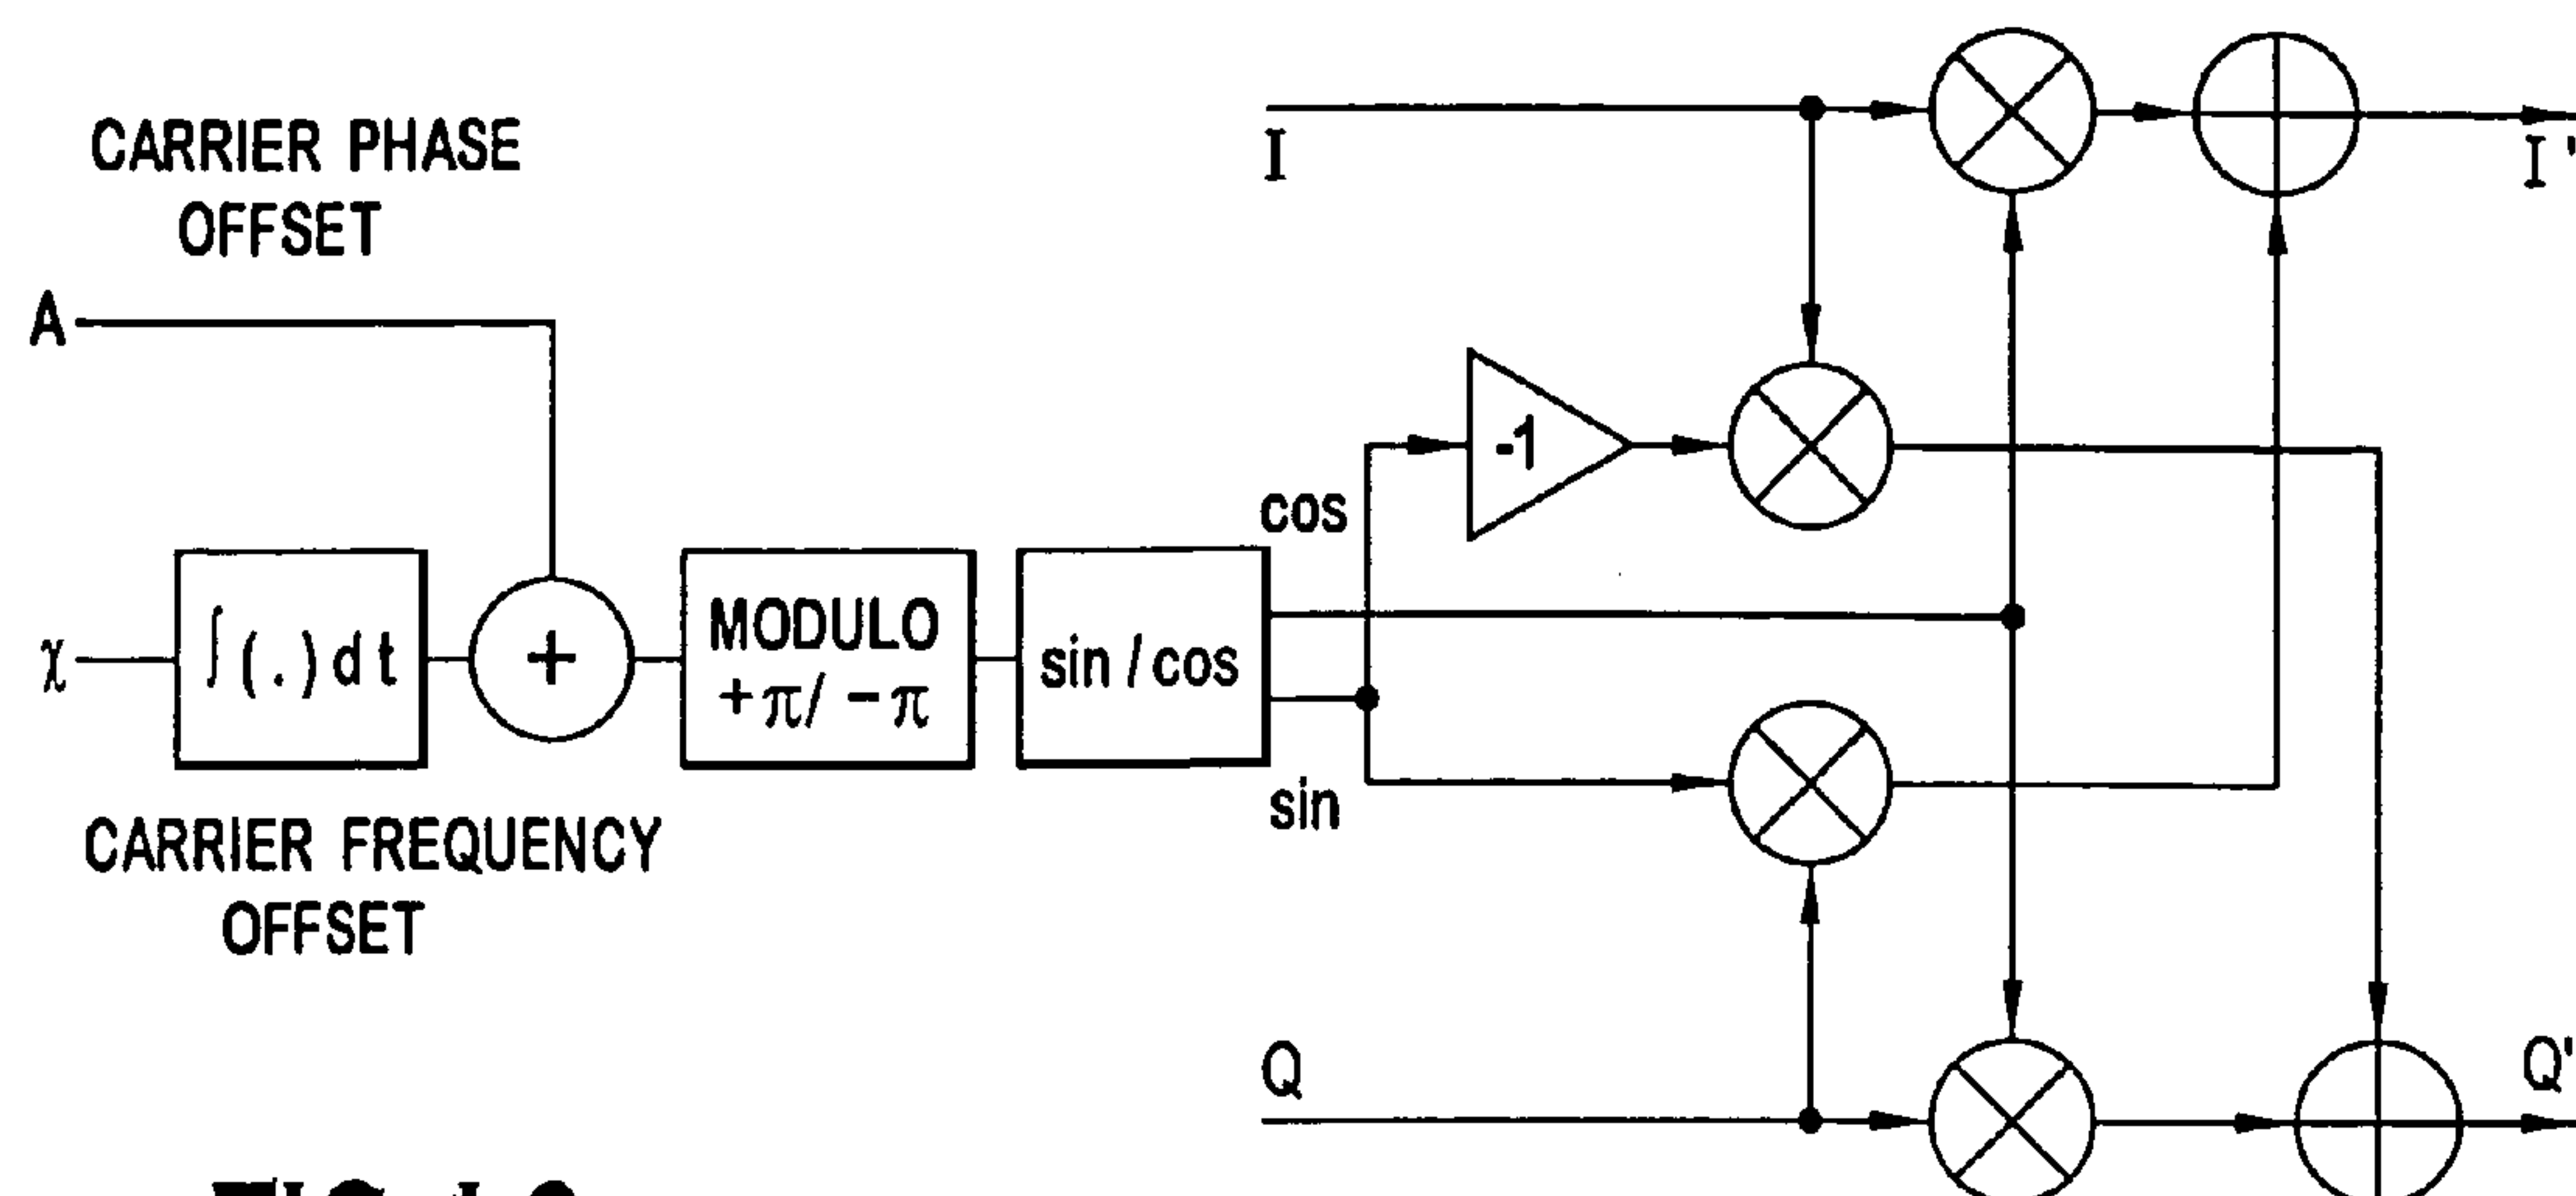 CARRIER PHASE
OFFSET
A
I
I'
-1
cos
χ
∫(.)dt
+
MODULO
+π/ -π
sin/cos
sin
CARRIER FREQUENCY
OFFSET
Q
Q'